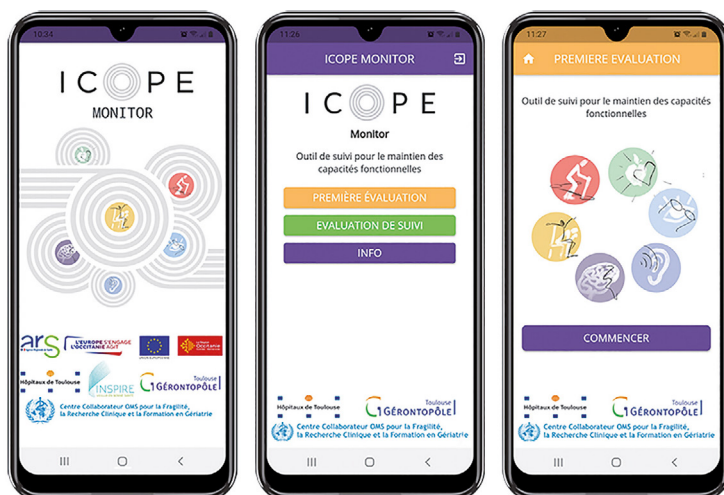 10:34
ICOPE
MONITOR
ars
L'EUROPE S'ENGAGE
L'OCCITANIE AGIT
Occitanie
Hôpitaux de Toulouse
INSPIRE
Toulouse
GÉRONTOPÔLE
Centre Collaborateur OMS pour la Fragilité,
la Recherche Clinique et la Formation en Gériatrie
11:26
ICOPE MONITOR
ICOPE
Monitor
Outil de suivi pour le maintien des
capacités fonctionnelles
PREMIÈRE ÉVALUATION
EVALUATION DE SUIVI
INFO
Hôpitaux de Toulouse
Toulouse
GÉRONTOPÔLE
Centre Collaborateur OMS pour la Fragilité,
la Recherche Clinique et la Formation en Gériatrie
11:27
PREMIERE EVALUATION
Outil de suivi pour le maintien des capacités
fonctionnelles
COMMENCER
Hôpitaux de Toulouse
Toulouse
GÉRONTOPÔLE
Centre Collaborateur OMS pour la Fragilité,
la Recherche Clinique et la Formation en Gériatrie